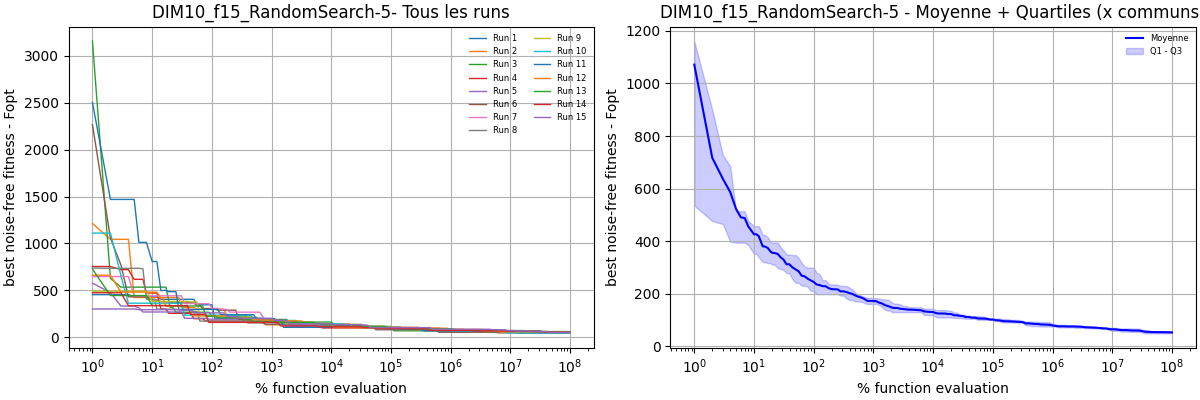 DIM10_f15_RandomSearch-5- Tous les runs
best noise-free fitness - Fopt
3000
2500
2000
1500
1000
500
0
Run 1
Run 2
Run 3
Run 4
Run 5
Run 6
Run 7
Run 8
Run 9
Run 10
Run 11
Run 12
Run 13
Run 14
Run 15
10^0
10^1
10^2
10^3
10^4
10^5
10^6
10^7
10^8
% function evaluation
DIM10_f15_RandomSearch-5 - Moyenne + Quartiles (x communs
best noise-free fitness - Fopt
1200
1000
800
600
400
200
0
Moyenne
Q1 - Q3
10^0
10^1
10^2
10^3
10^4
10^5
10^6
10^7
10^8
% function evaluation